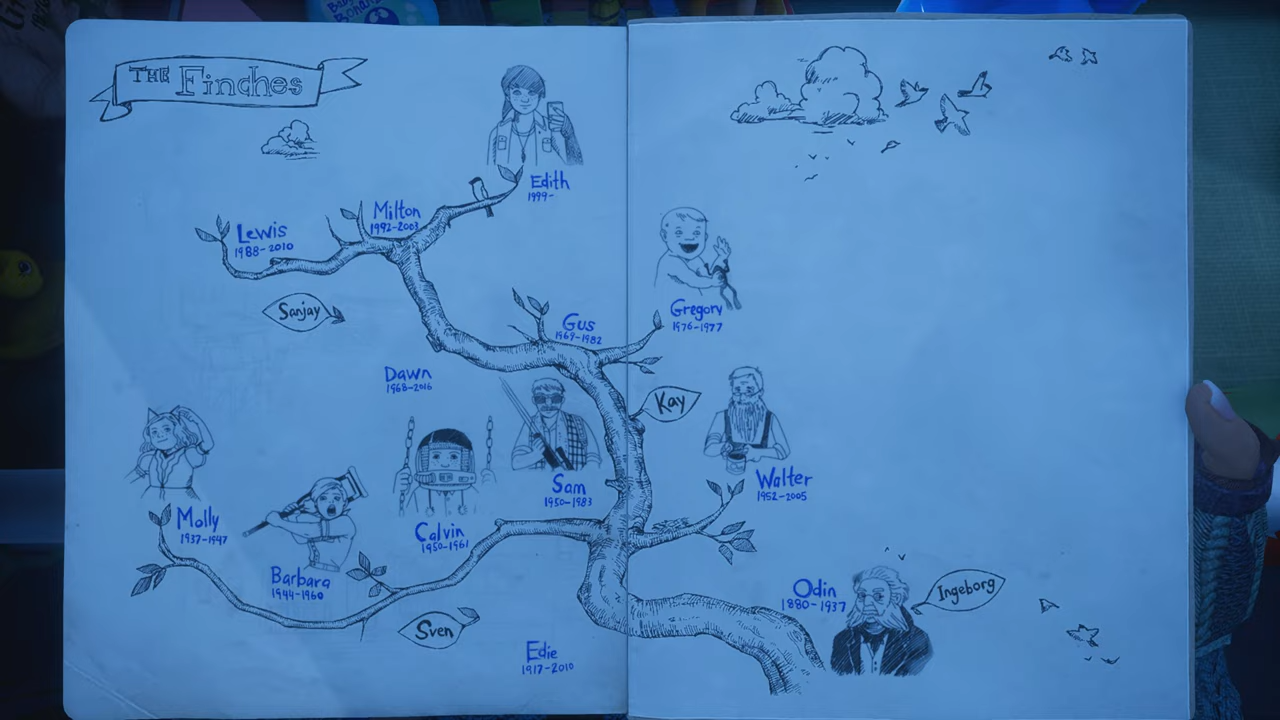 THE Finches
Edith
1999-
Milton
1992-2003
Lewis
1988-2010
Sanjay
Gregory
1976-1977
Gus
1969-1982
Dawn
1968-2016
Kay
Sam
1950-1983
Walter
1952-2005
Calvin
1950-1961
Molly
1937-1947
Barbara
1944-1960
Sven
Edie
1917-2010
Odin
1880-1937
Ingeborg